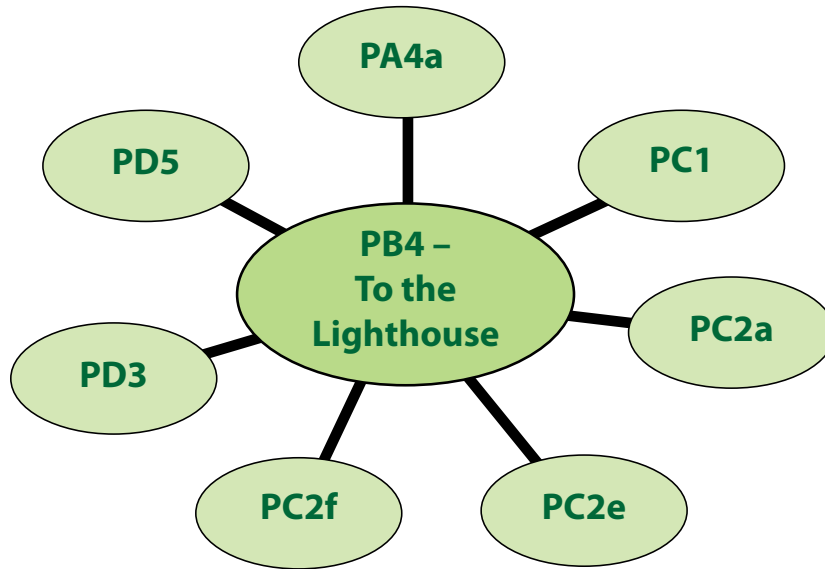 PA4a
PD5
PC1
PB4 –
To the
Lighthouse
PC2a
PD3
PC2f
PC2e